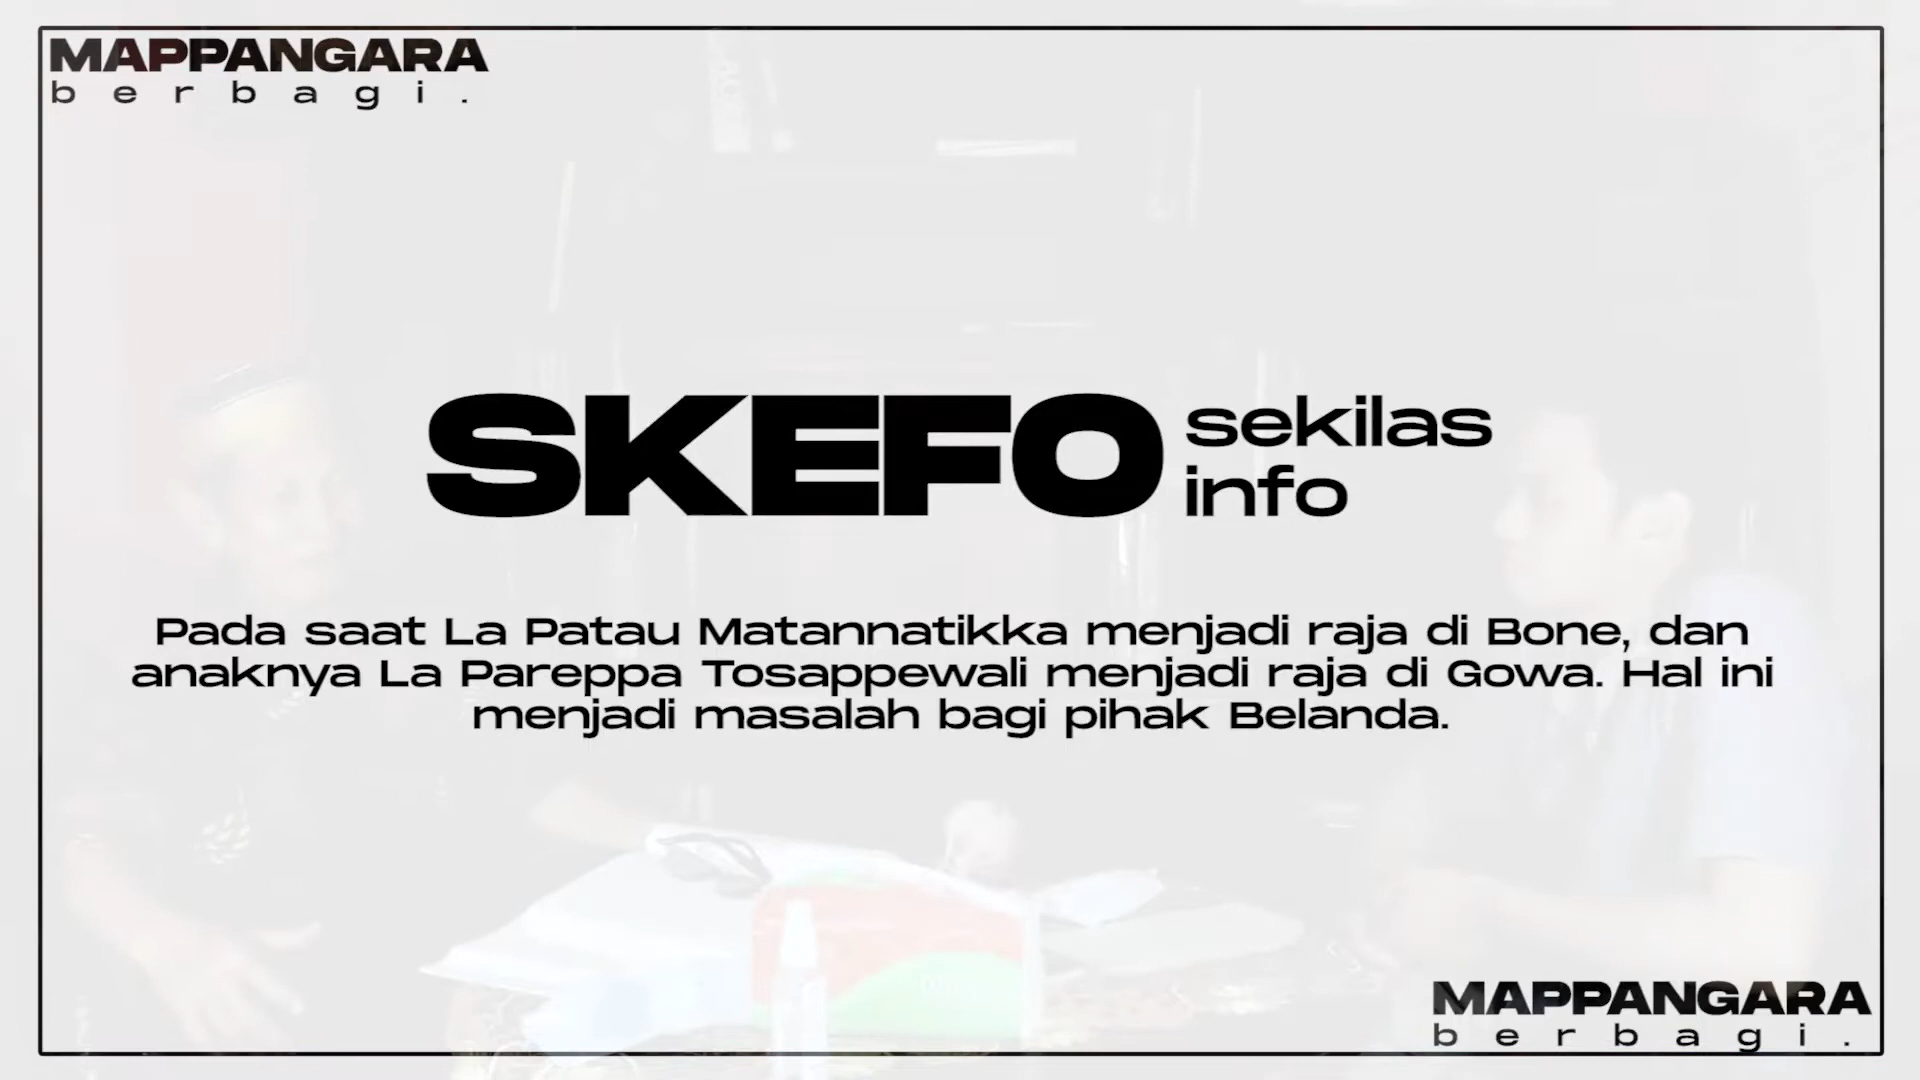 MAPPANGARA
berbagi.
SKEFO
sekilas
info
Pada saat La Patau Matannatikka menjadi raja di Bone, dan
anaknya La Pareppa Tosappewali menjadi raja di Gowa. Hal ini
menjadi masalah bagi pihak Belanda.
MAPPANGARA
berbagi.